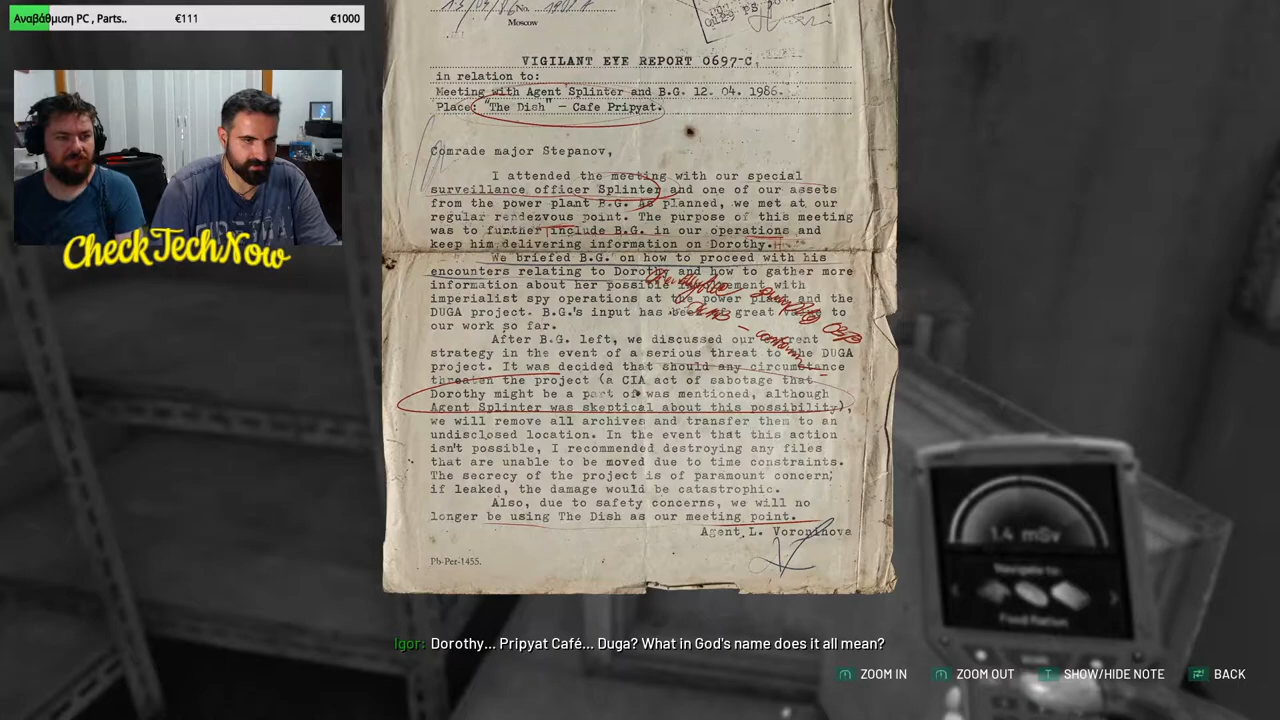 Αναβάθμιση PC , Parts..
€111
€1000
Moscow
VIGILANT EYE REPORT 0697-C,
in relation to:
Meeting with Agent Splinter and B.G. 12. 04. 1986.
Place: "The Dish" — Cafe Pripyat.
Comrade major Stepanov,
I attended the meeting with our special
surveillance officer Splinter and one of our assets
from the power plant B.G. As planned, we met at our
regular rendezvous point. The purpose of this meeting
was to further include B.G. in our operations and
keep him delivering information on Dorothy.
We briefed B.G. on how to proceed with his
encounters relating to Dorothy and how to gather more
information about her possible with
imperialist spy operations at the power plant and the
DUGA project. B.G.'s input has been great to
our work so far.
After B.G. left, we discussed our
strategy in the event of a serious threat to the DUGA
project. It was decided that should any circumstance
threaten the project (a CIA act of sabotage that
Dorothy might be a part of was mentioned, although
Agent Splinter was skeptical about this possibility),
we will remove all archives and transfer them to an
undisclosed location. In the event that this action
isn't possible, I recommended destroying any files
that are unable to be moved due to time constraints.
The secrecy of the project is of paramount concern;
if leaked, the damage would be catastrophic.
Also, due to safety concerns, we will no
longer be using The Dish as our meeting point.
Agent L. Voroninova
Pb-Per-1455.
CheckTechNow
1.4 mSv
Navigate to:
Food Ration
Igor: Dorothy... Pripyat Café... Duga? What in God's name does it all mean?
ZOOM IN
ZOOM OUT
T SHOW/HIDE NOTE
BACK